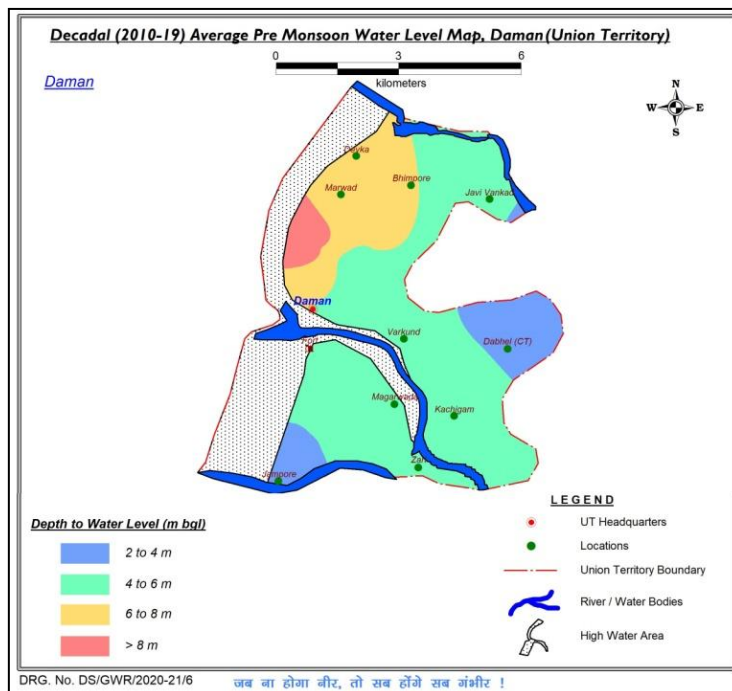 Decadal (2010-19) Average Pre Monsoon Water Level Map, Daman (Union Territory)
0 3 6
kilometers
Daman
N
W E
S
Devka
Marwad
Bhimpore
Javi Vankad
Daman
Fort
Varkund
Dabhel (CT)
Magarwada
Kachigam
Zari
Jampore
Depth to Water Level (m bgl)
2 to 4 m
4 to 6 m
6 to 8 m
> 8 m
LEGEND
UT Headquarters
Locations
Union Territory Boundary
River / Water Bodies
High Water Area
DRG. No. DS/GWR/2020-21/6
जब ना होगा नीर, तो सब होंगे सब गंभीर !